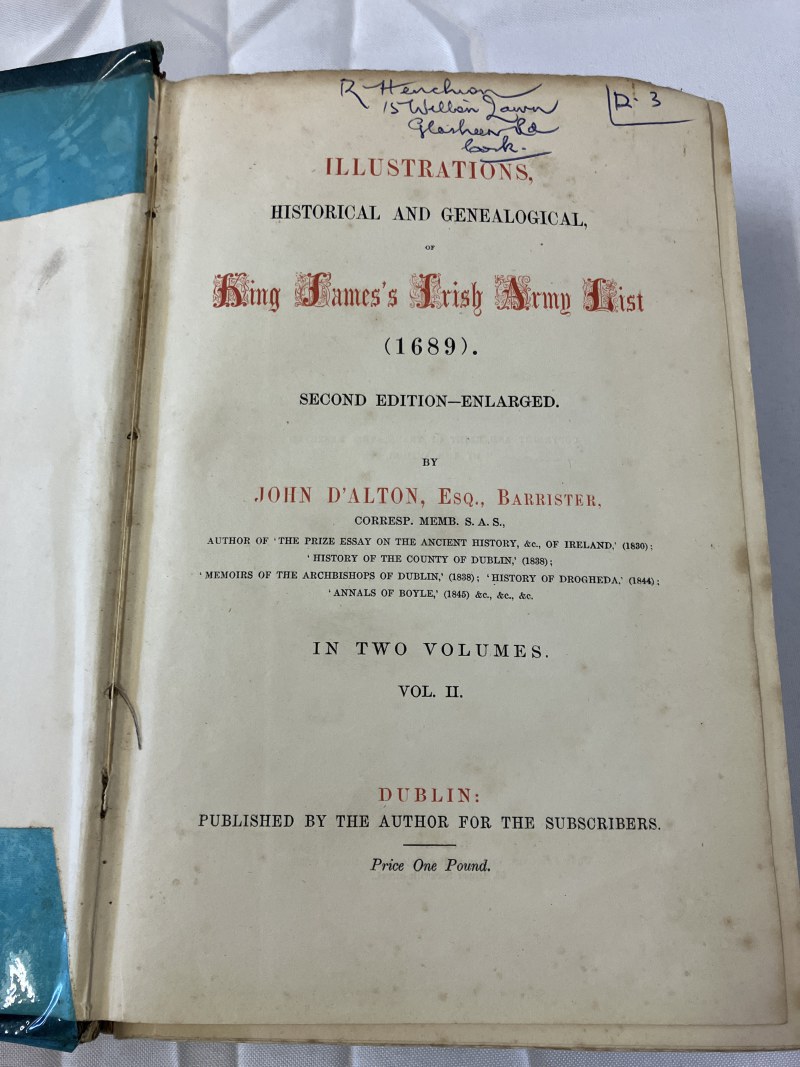 R Henchion
15 Wilton Lawn
Glasheen Rd
Cork.
R. 3
ILLUSTRATIONS,
HISTORICAL AND GENEALOGICAL,
OF
King James's Irish Army List
(1689).
SECOND EDITION—ENLARGED.
BY
JOHN D'ALTON, ESQ., BARRISTER,
CORRESP. MEMB. S. A. S.,
AUTHOR OF 'THE PRIZE ESSAY ON THE ANCIENT HISTORY, &c., OF IRELAND,' (1830);
'HISTORY OF THE COUNTY OF DUBLIN,' (1838);
'MEMOIRS OF THE ARCHBISHOPS OF DUBLIN,' (1838); 'HISTORY OF DROGHEDA,' (1844);
'ANNALS OF BOYLE,' (1845) &c., &c., &c.
IN TWO VOLUMES.
VOL. II.
DUBLIN:
PUBLISHED BY THE AUTHOR FOR THE SUBSCRIBERS.
Price One Pound.